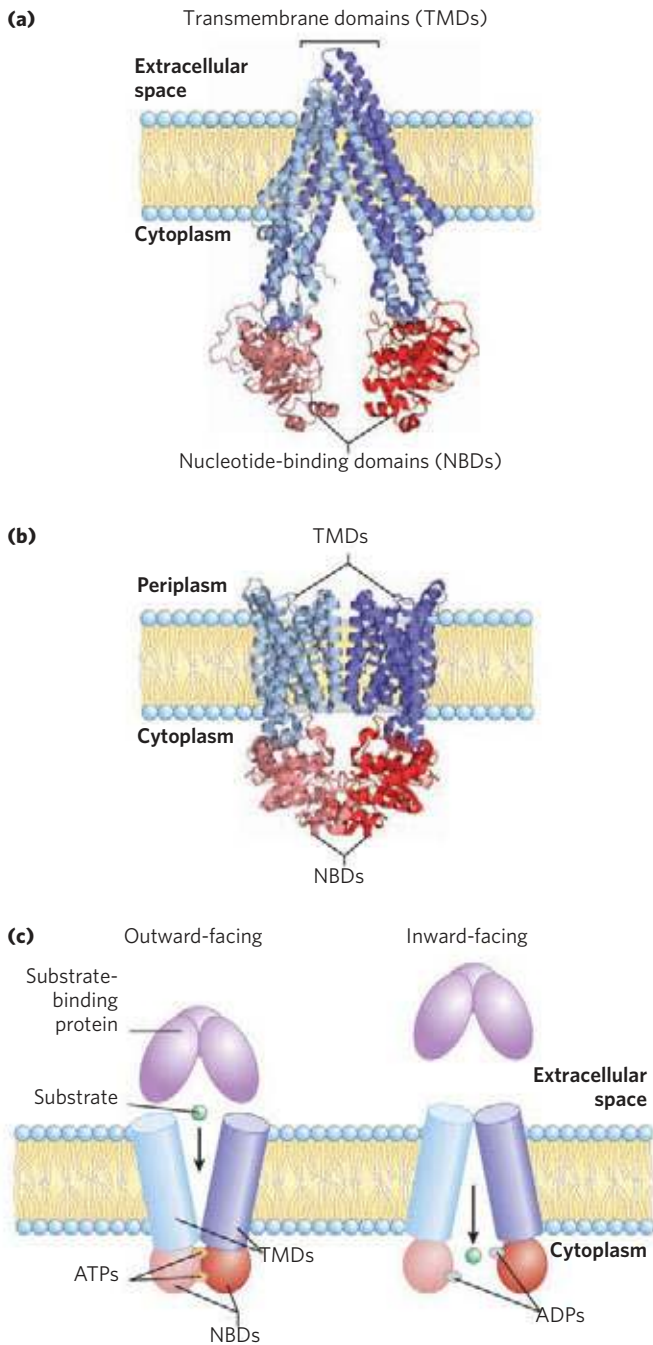 (a)
Transmembrane domains (TMDs)
Extracellular
space
Cytoplasm
Nucleotide-binding domains (NBDs)
(b)
TMDs
Periplasm
Cytoplasm
NBDs
(c)
Outward-facing
Inward-facing
Substrate-
binding
protein
Extracellular
space
Substrate
TMDs
Cytoplasm
ATPs
ADPs
NBDs